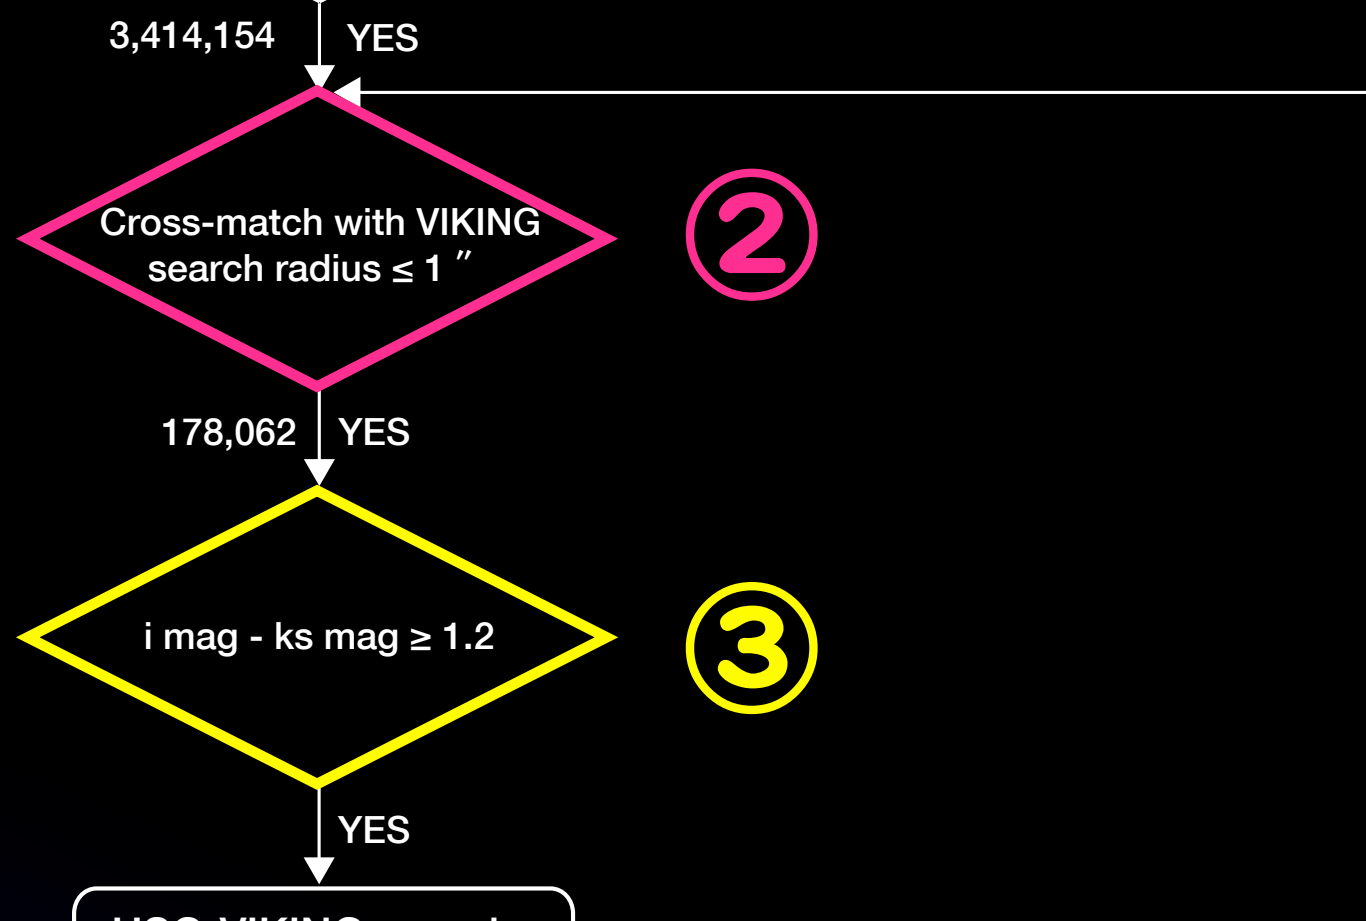 3,414,154 YES
Cross-match with VIKING
search radius ≤ 1 ″
②
178,062 YES
i mag - ks mag ≥ 1.2
③
YES